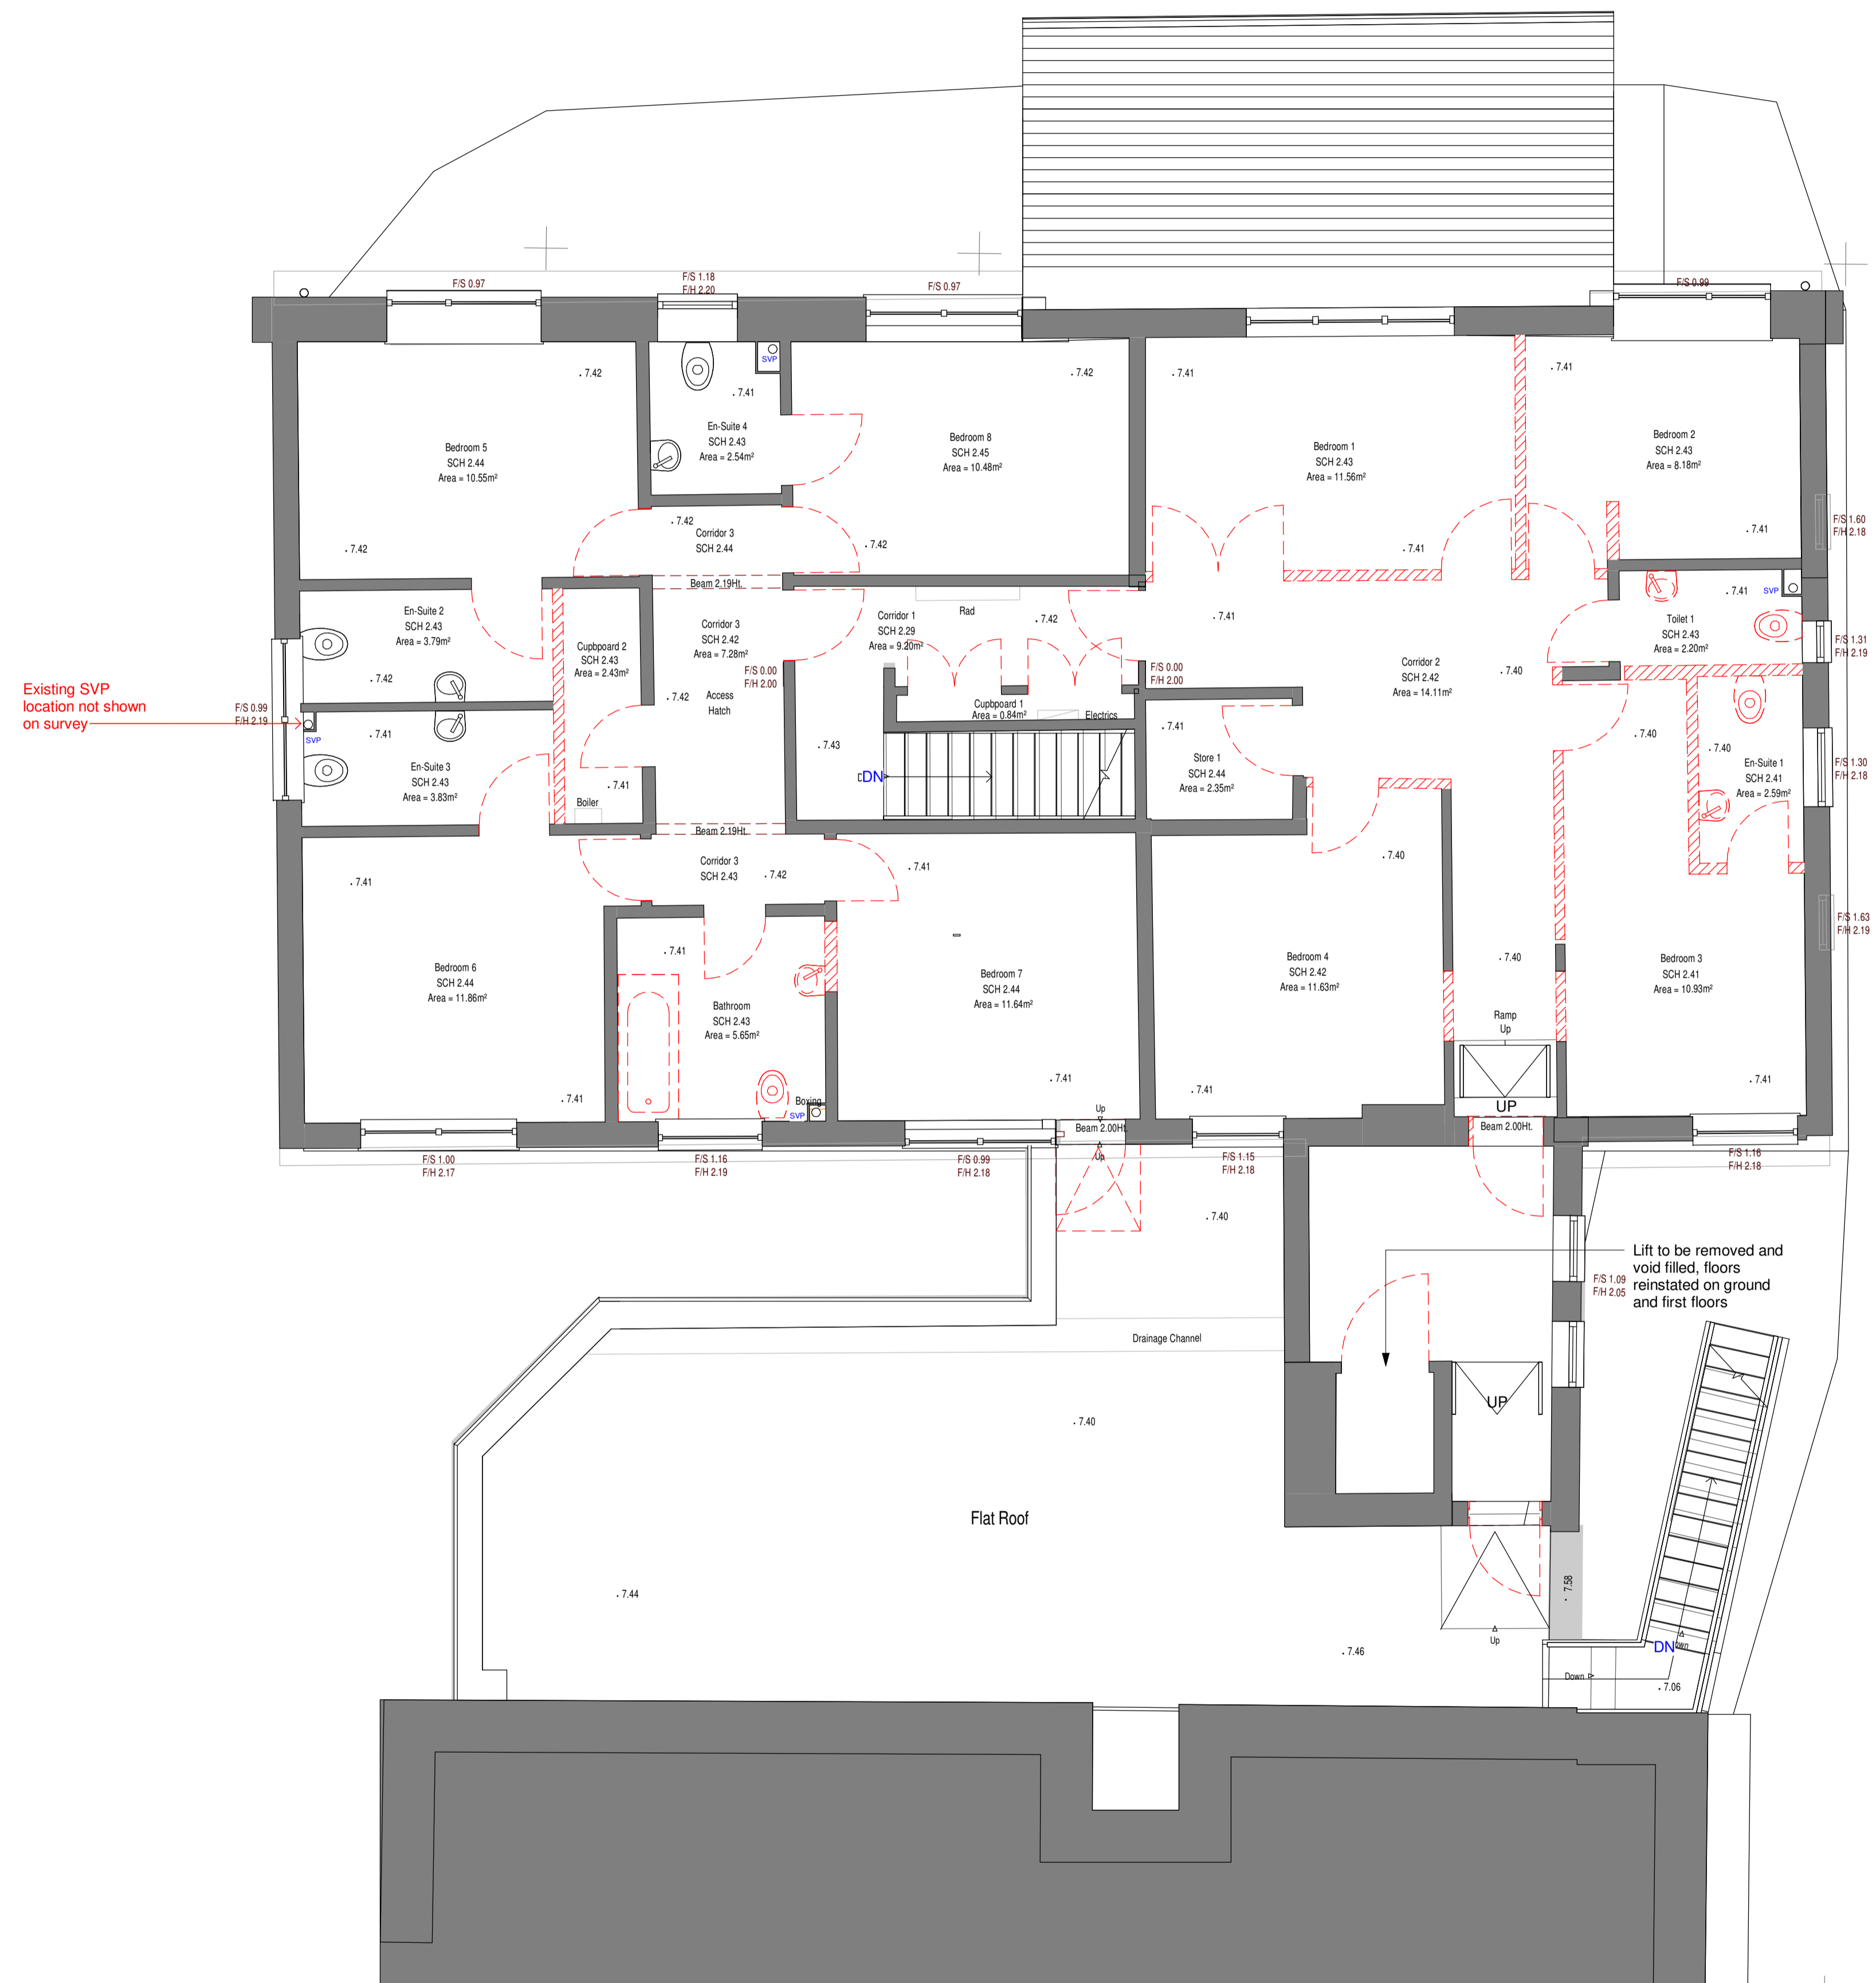 F/S 0.97
F/S 1.18
F/H 2.20
F/S 0.97
F/S 0.99
SVP
7.42
7.41
7.42
7.41
7.41
En-Suite 4
SCH 2.43
Area = 2.54m²
Bedroom 5
SCH 2.44
Area = 10.55m²
Bedroom 8
SCH 2.45
Area = 10.48m²
Bedroom 1
SCH 2.43
Area = 11.56m²
Bedroom 2
SCH 2.43
Area = 8.18m²
F/S 1.60
F/H 2.18
7.42
7.42
Corridor 3
SCH 2.44
7.42
7.41
7.41
Beam 2.19Ht.
En-Suite 2
SCH 2.43
Area = 3.79m²
Cupbpoard 2
SCH 2.43
Area = 2.43m²
Corridor 3
SCH 2.42
Area = 7.28m²
F/S 0.00
F/H 2.00
Access
Hatch
7.42
Corridor 1
SCH 2.29
Area = 9.20m²
Rad
7.42
7.41
F/S 0.00
F/H 2.00
Corridor 2
SCH 2.42
Area = 14.11m²
7.40
7.41
SVP
Toilet 1
SCH 2.43
Area = 2.20m²
F/S 1.31
F/H 2.19
7.42
Existing SVP
location not shown
on survey
F/S 0.99
F/H 2.19
SVP
7.41
En-Suite 3
SCH 2.43
Area = 3.83m²
Boiler
7.41
7.43
DN
Cupbpoard 1
Area = 0.84m²
Electrics
7.41
Store 1
SCH 2.44
Area = 2.35m²
7.40
7.40
En-Suite 1
SCH 2.41
Area = 2.59m²
F/S 1.30
F/H 2.18
Beam 2.19Ht.
Corridor 3
SCH 2.43
7.42
7.41
7.41
7.40
F/S 1.63
F/H 2.19
7.41
Bedroom 6
SCH 2.44
Area = 11.86m²
Bathroom
SCH 2.43
Area = 5.65m²
Bedroom 7
SCH 2.44
Area = 11.64m²
Bedroom 4
SCH 2.42
Area = 11.63m²
7.40
Ramp
Up
UP
Bedroom 3
SCH 2.41
Area = 10.93m²
7.41
Boxing
SVP
7.41
7.41
7.41
Up
Beam 2.00Ht.
Up
Beam 2.00Ht.
F/S 1.00
F/H 2.17
F/S 1.16
F/H 2.19
F/S 0.99
F/H 2.18
F/S 1.15
F/H 2.18
F/S 1.16
F/H 2.18
7.40
Lift to be removed and
void filled, floors
reinstated on ground
and first floors
F/S 1.09
F/H 2.05
Drainage Channel
UP
7.40
Flat Roof
7.44
7.58
Up
7.46
DN
Down
7.06